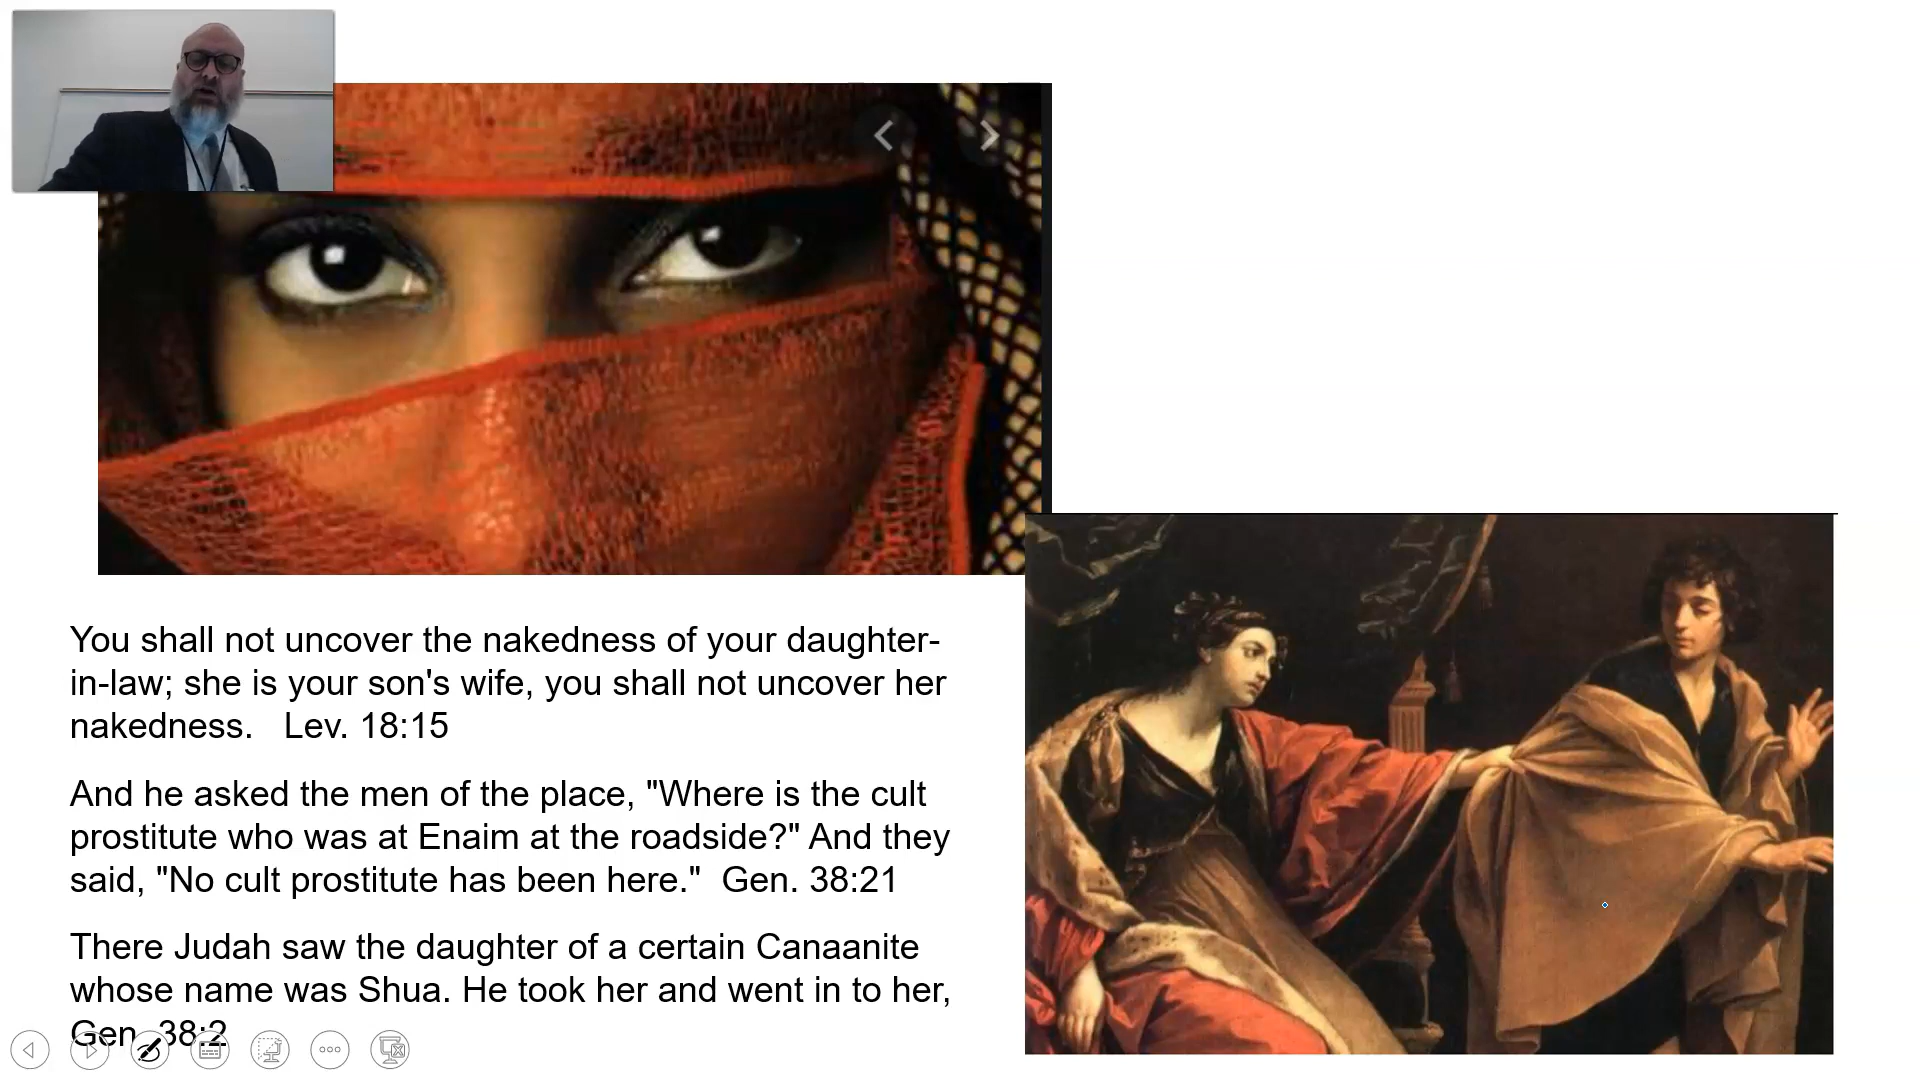 You shall not uncover the nakedness of your daughter-
in-law; she is your son's wife, you shall not uncover her
nakedness.   Lev. 18:15
And he asked the men of the place, "Where is the cult
prostitute who was at Enaim at the roadside?" And they
said, "No cult prostitute has been here."  Gen. 38:21
There Judah saw the daughter of a certain Canaanite
whose name was Shua. He took her and went in to her,
Gen. 38:2